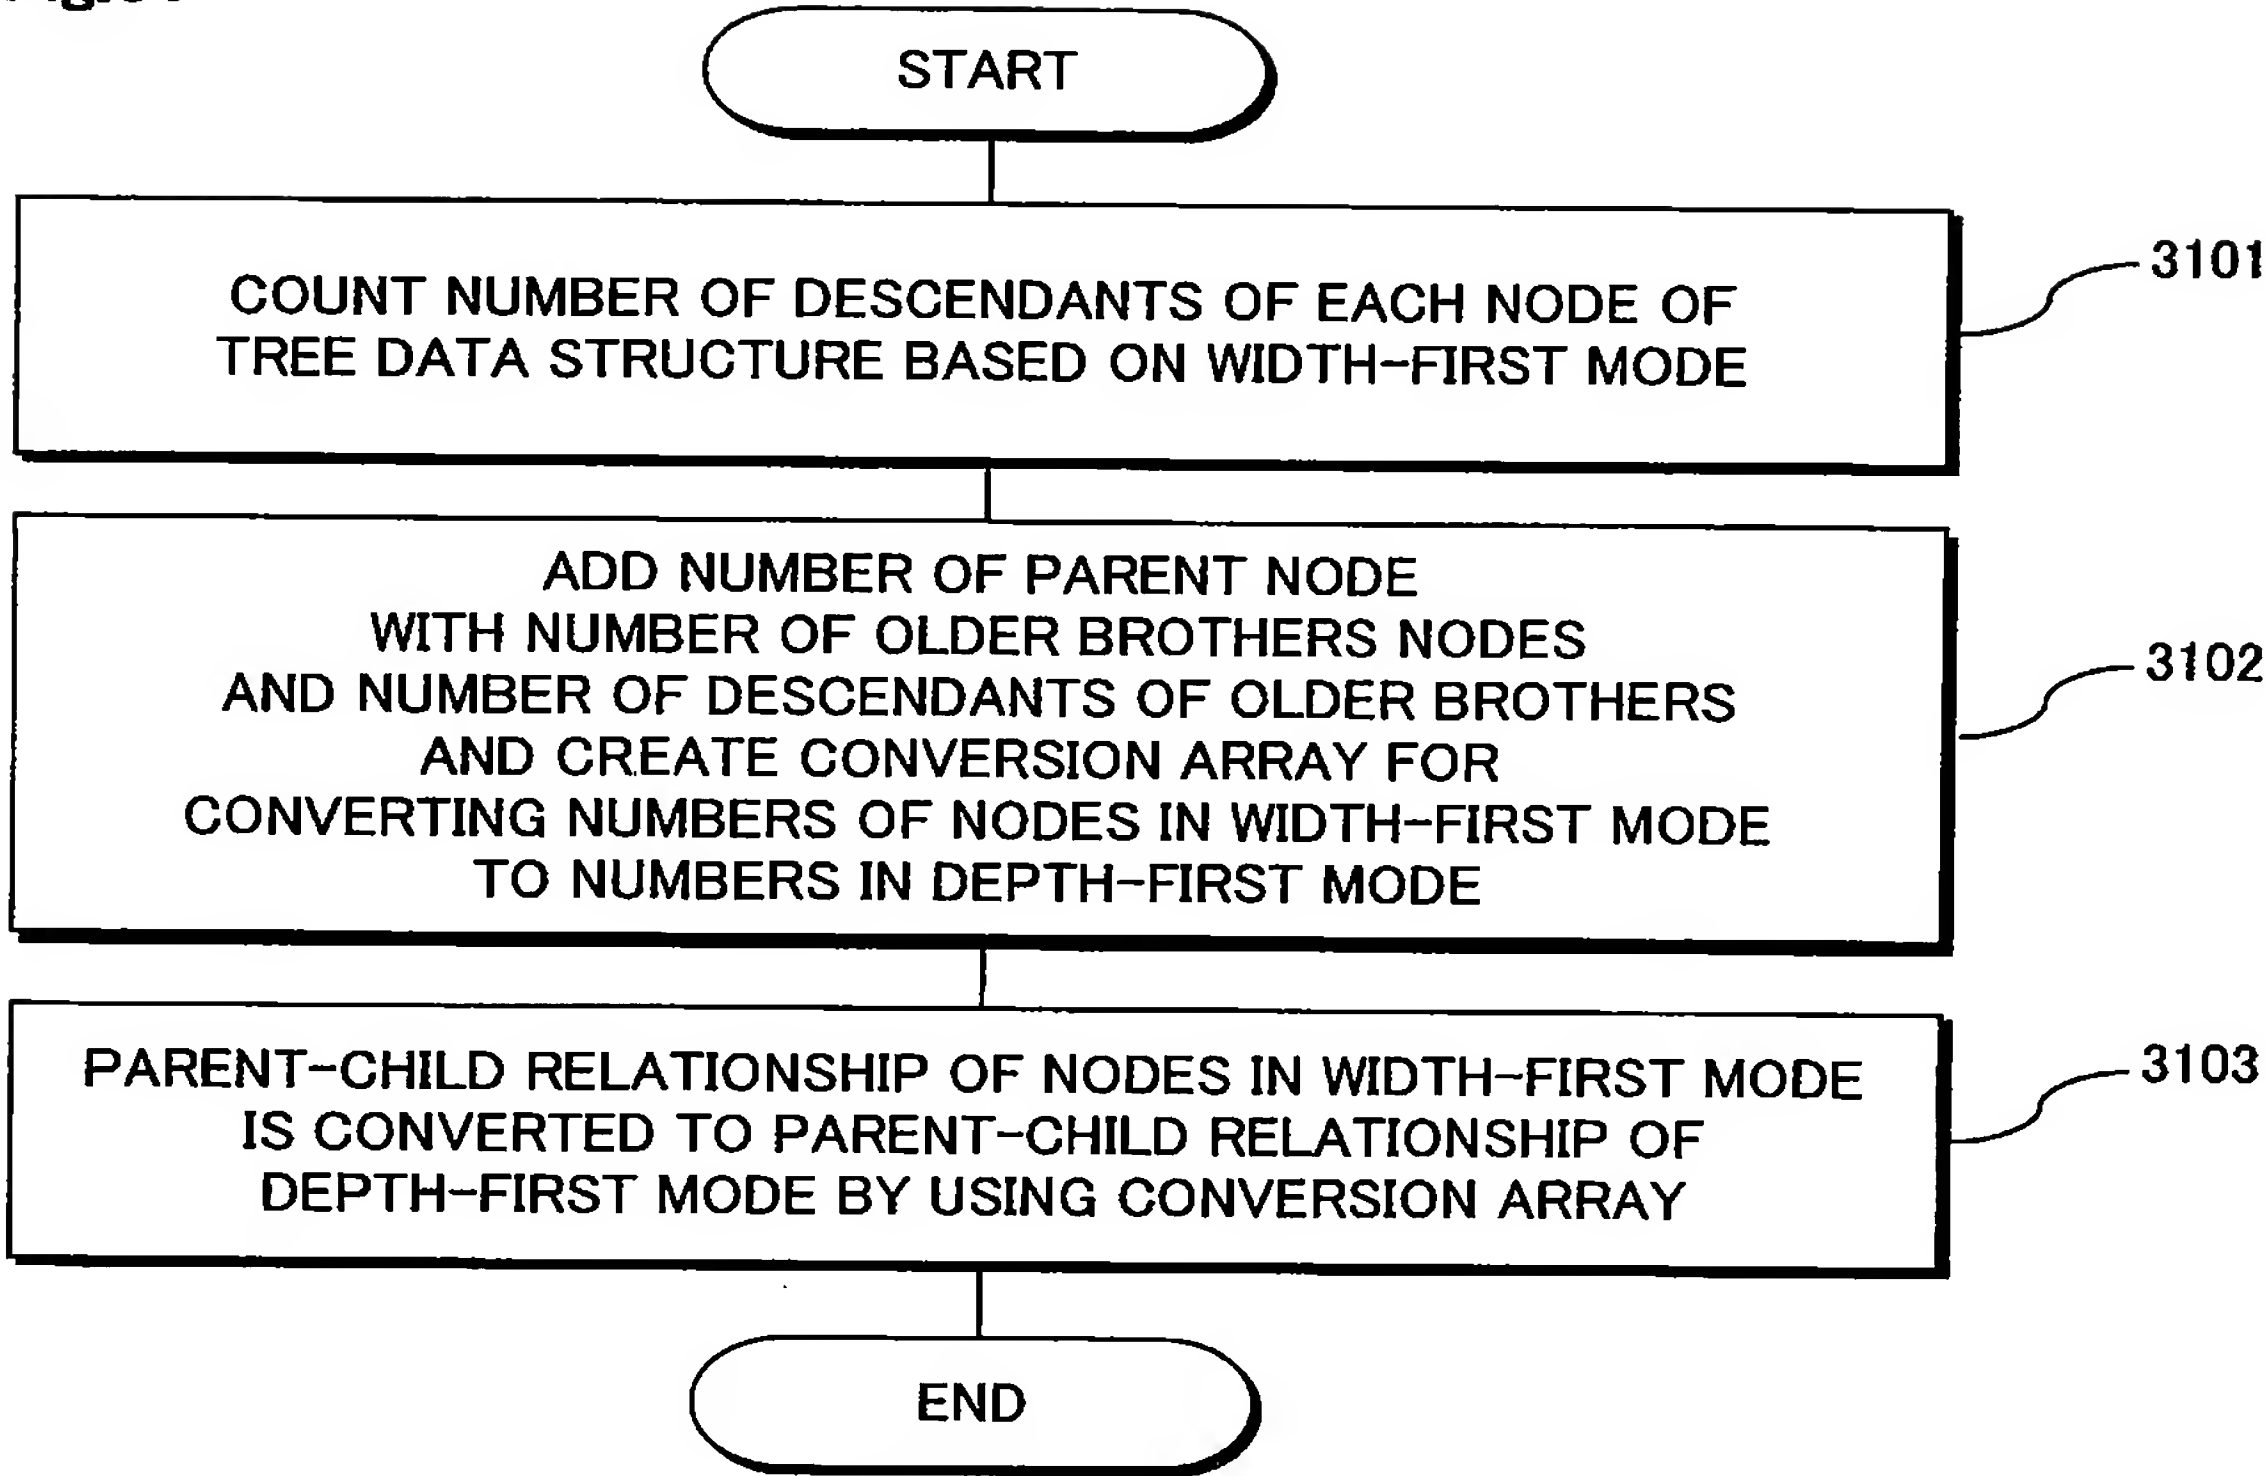 START
COUNT NUMBER OF DESCENDANTS OF EACH NODE OF
TREE DATA STRUCTURE BASED ON WIDTH-FIRST MODE
3101
ADD NUMBER OF PARENT NODE
WITH NUMBER OF OLDER BROTHERS NODES
AND NUMBER OF DESCENDANTS OF OLDER BROTHERS
AND CREATE CONVERSION ARRAY FOR
CONVERTING NUMBERS OF NODES IN WIDTH-FIRST MODE
TO NUMBERS IN DEPTH-FIRST MODE
3102
PARENT-CHILD RELATIONSHIP OF NODES IN WIDTH-FIRST MODE
IS CONVERTED TO PARENT-CHILD RELATIONSHIP OF
DEPTH-FIRST MODE BY USING CONVERSION ARRAY
3103
END